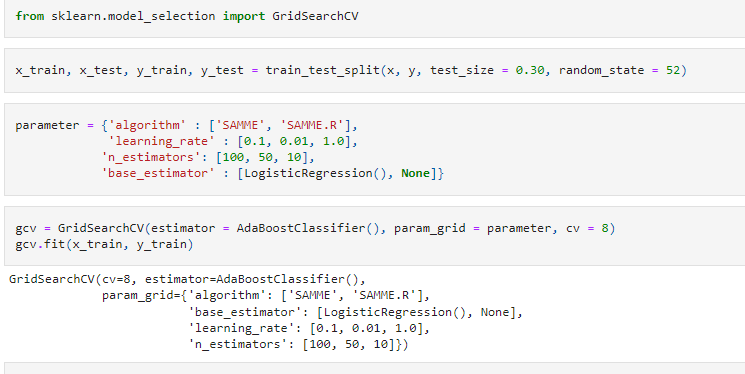 from sklearn.model_selection import GridSearchCV
x_train, x_test, y_train, y_test = train_test_split(x, y, test_size = 0.30, random_state = 52)
parameter = {'algorithm' : ['SAMME', 'SAMME.R'],
             'learning_rate' : [0.1, 0.01, 1.0],
            'n_estimators': [100, 50, 10],
            'base_estimator' : [LogisticRegression(), None]}
gcv = GridSearchCV(estimator = AdaBoostClassifier(), param_grid = parameter, cv = 8)
gcv.fit(x_train, y_train)
GridSearchCV(cv=8, estimator=AdaBoostClassifier(),
             param_grid={'algorithm': ['SAMME', 'SAMME.R'],
                         'base_estimator': [LogisticRegression(), None],
                         'learning_rate': [0.1, 0.01, 1.0],
                         'n_estimators': [100, 50, 10]})